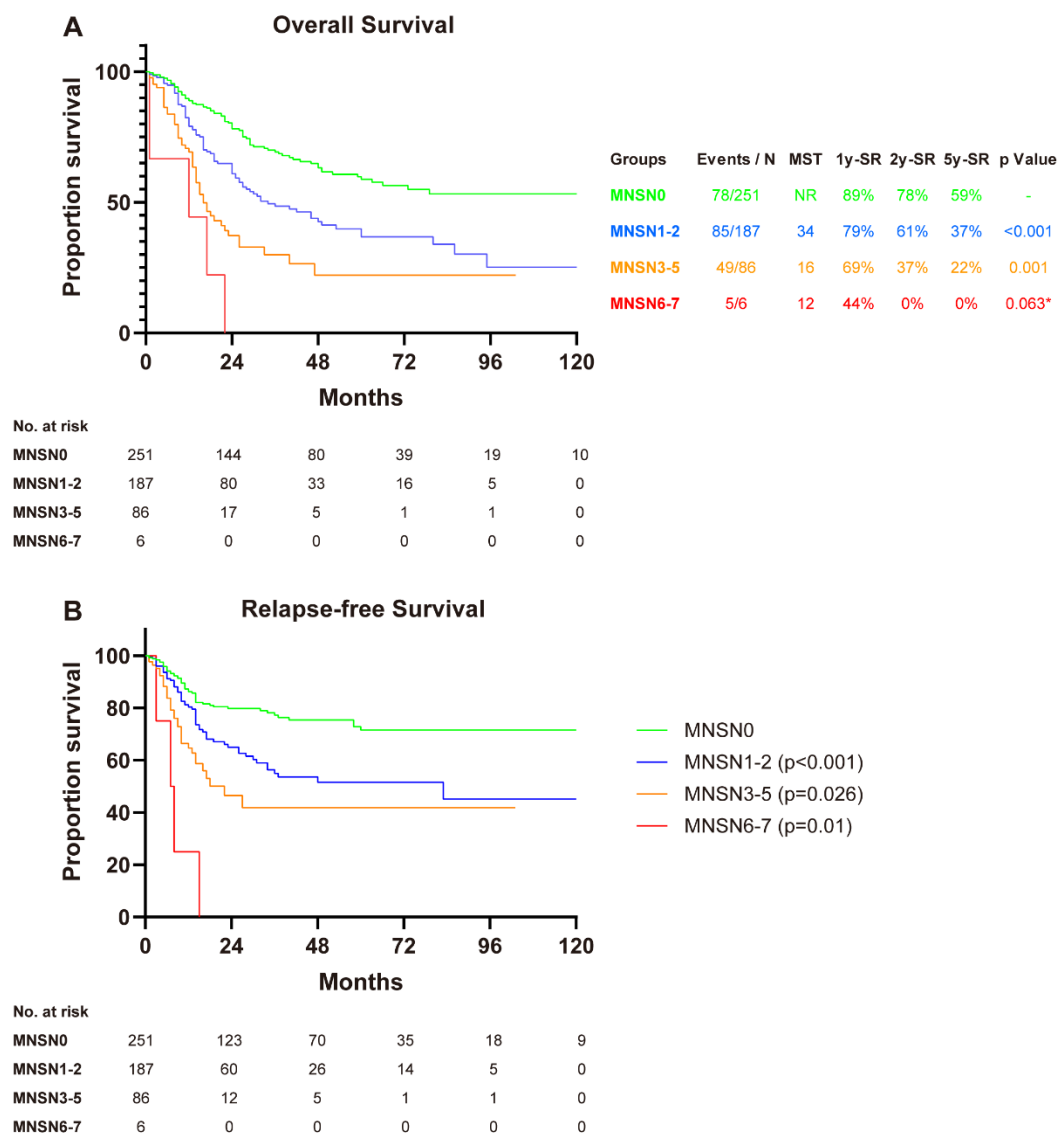 A
Overall Survival
Proportion survival
100
50
0
0 24 48 72 96 120
Months
Groups Events / N MST 1y-SR 2y-SR 5y-SR p Value
MNSN0 78/251 NR 89% 78% 59% -
MNSN1-2 85/187 34 79% 61% 37% <0.001
MNSN3-5 49/86 16 69% 37% 22% 0.001
MNSN6-7 5/6 12 44% 0% 0% 0.063*
No. at risk
MNSN0 251 144 80 39 19 10
MNSN1-2 187 80 33 16 5 0
MNSN3-5 86 17 5 1 1 0
MNSN6-7 6 0 0 0 0 0
B
Relapse-free Survival
Proportion survival
100
80
60
40
20
0
0 24 48 72 96 120
Months
MNSN0
MNSN1-2 (p<0.001)
MNSN3-5 (p=0.026)
MNSN6-7 (p=0.01)
No. at risk
MNSN0 251 123 70 35 18 9
MNSN1-2 187 60 26 14 5 0
MNSN3-5 86 12 5 1 1 0
MNSN6-7 6 0 0 0 0 0